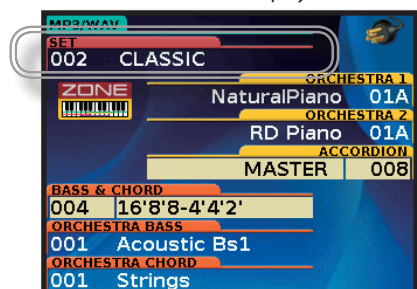 MP3/WAV
SET
002 CLASSIC
ORCHESTRA 1
ZONE
NaturalPiano 01A
ORCHESTRA 2
RD Piano 01A
ACCORDION
MASTER 008
BASS & CHORD
004 16'8'8-4'4'2'
ORCHESTRA BASS
001 Acoustic Bs1
ORCHESTRA CHORD
001 Strings